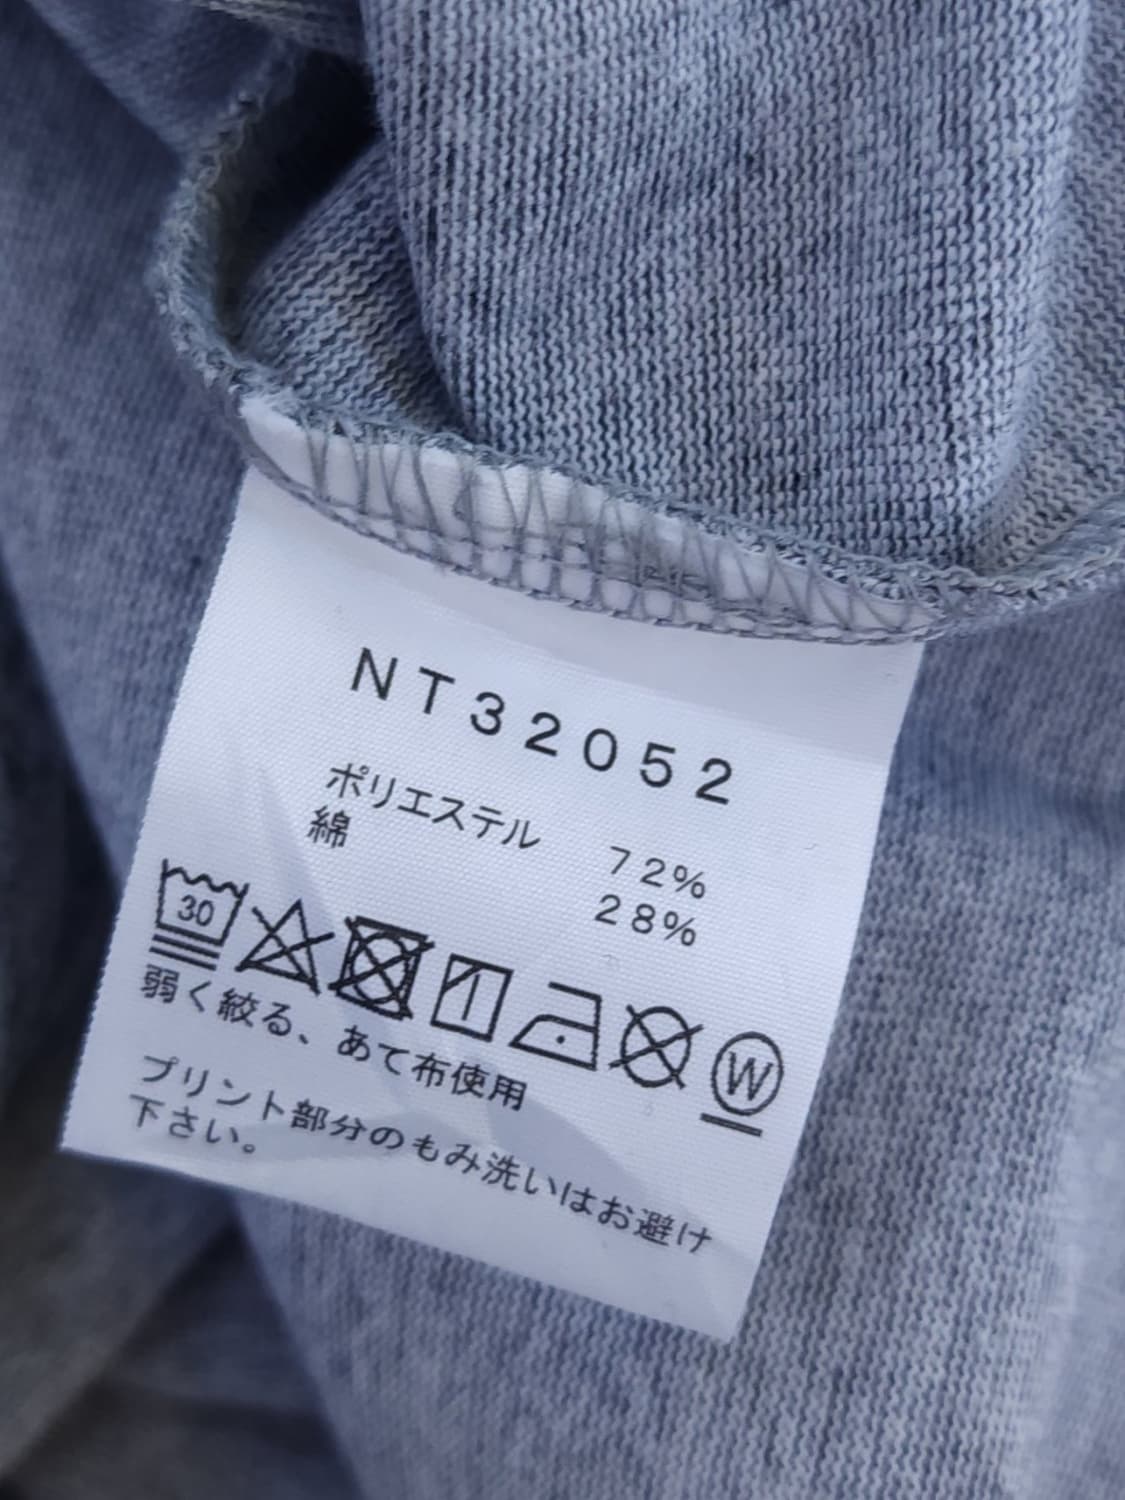 NT32052
ポリエステル 72%
綿 28%
30
W
弱く絞る、あて布使用
プリント部分のもみ洗いはお避け
下さい。